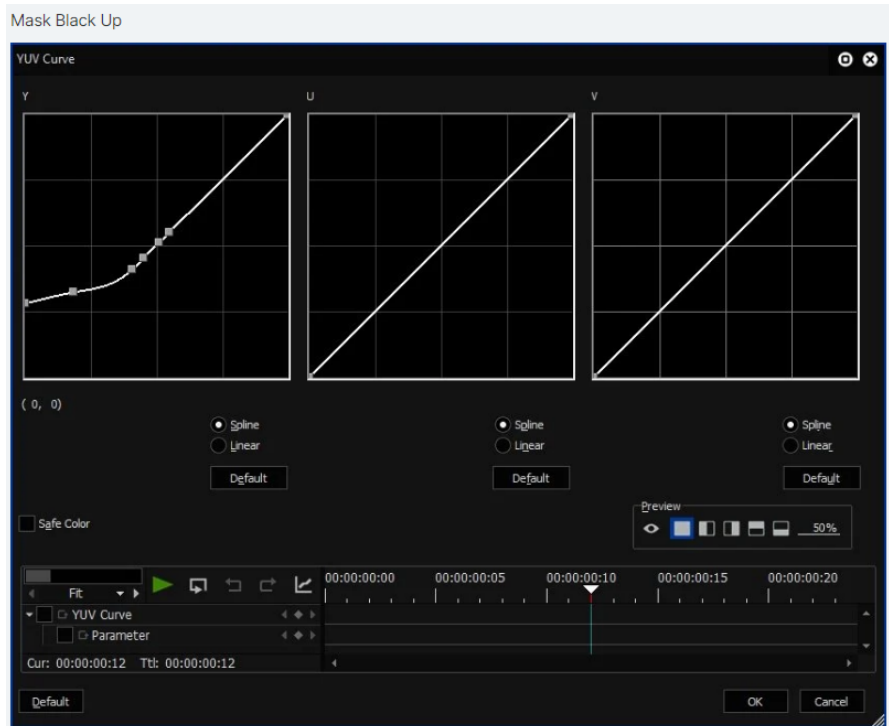 Mask Black Up
YUV Curve
Y U V
( 0, 0)
Spline Spline Spline
Linear Linear Linear
Default Default Default
Safe Color
Preview
50%
Fit
00:00:00:00 00:00:00:05 00:00:00:10 00:00:00:15 00:00:00:20
YUV Curve
Parameter
Cur: 00:00:00:12 Ttl: 00:00:00:12
Default OK Cancel